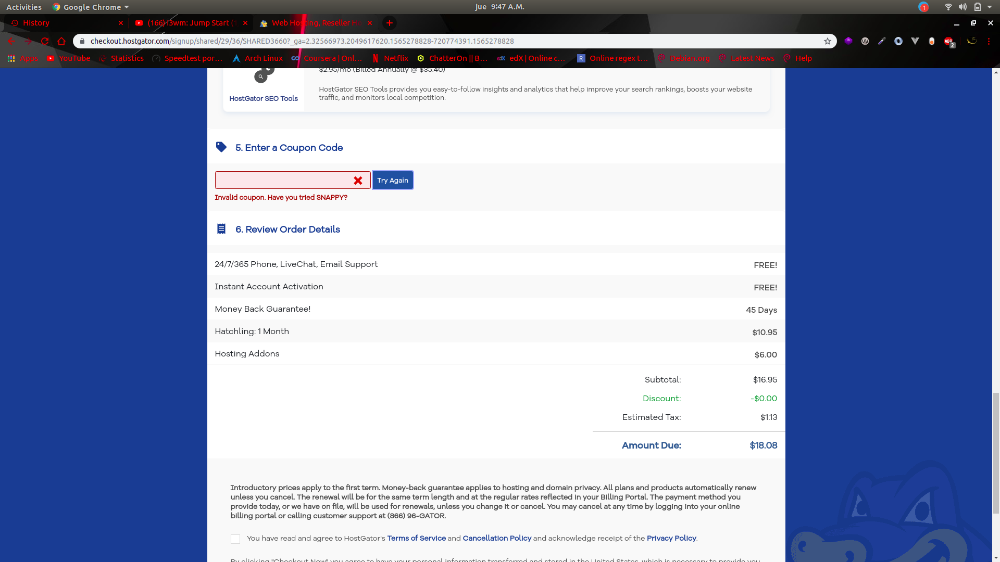 Activities Google Chrome jue 9:47 A.M. 1
History (166) i3wm: Jump Start (1 Web Hosting, Reseller H
checkout.hostgator.com/signup/shared/29/36/SHARED3660?_ga=2.32566973.2049617620.1565278828-720774391.1565278828
Apps YouTube Statistics Speedtest por... Arch Linux Coursera | Onl... Netflix ChatterOn || B... edX | Online c... R Online regex t... Debian.org Latest News Help
$2.95/mo (Billed Annually @ $35.40)
HostGator SEO Tools
HostGator SEO Tools provides you easy-to-follow insights and analytics that help improve your search rankings, boosts your website
traffic, and monitors local competition.
5. Enter a Coupon Code
Try Again
Invalid coupon. Have you tried SNAPPY?
6. Review Order Details
24/7/365 Phone, LiveChat, Email Support FREE!
Instant Account Activation FREE!
Money Back Guarantee! 45 Days
Hatchling: 1 Month $10.95
Hosting Addons $6.00
Subtotal: $16.95
Discount: -$0.00
Estimated Tax: $1.13
Amount Due: $18.08
Introductory prices apply to the first term. Money-back guarantee applies to hosting and domain privacy. All plans and products automatically renew
unless you cancel. The renewal will be for the same term length and at the regular rates reflected in your Billing Portal. The payment method you
provide today, or we have on file, will be used for renewals, unless you change it or cancel. You may cancel at any time by logging into your online
billing portal or calling customer support at (866) 96-GATOR.
You have read and agree to HostGator's Terms of Service and Cancellation Policy and acknowledge receipt of the Privacy Policy.
By clicking "Checkout Now" you agree to have your personal information transferred and stored in the United States, which is necessary to provide you